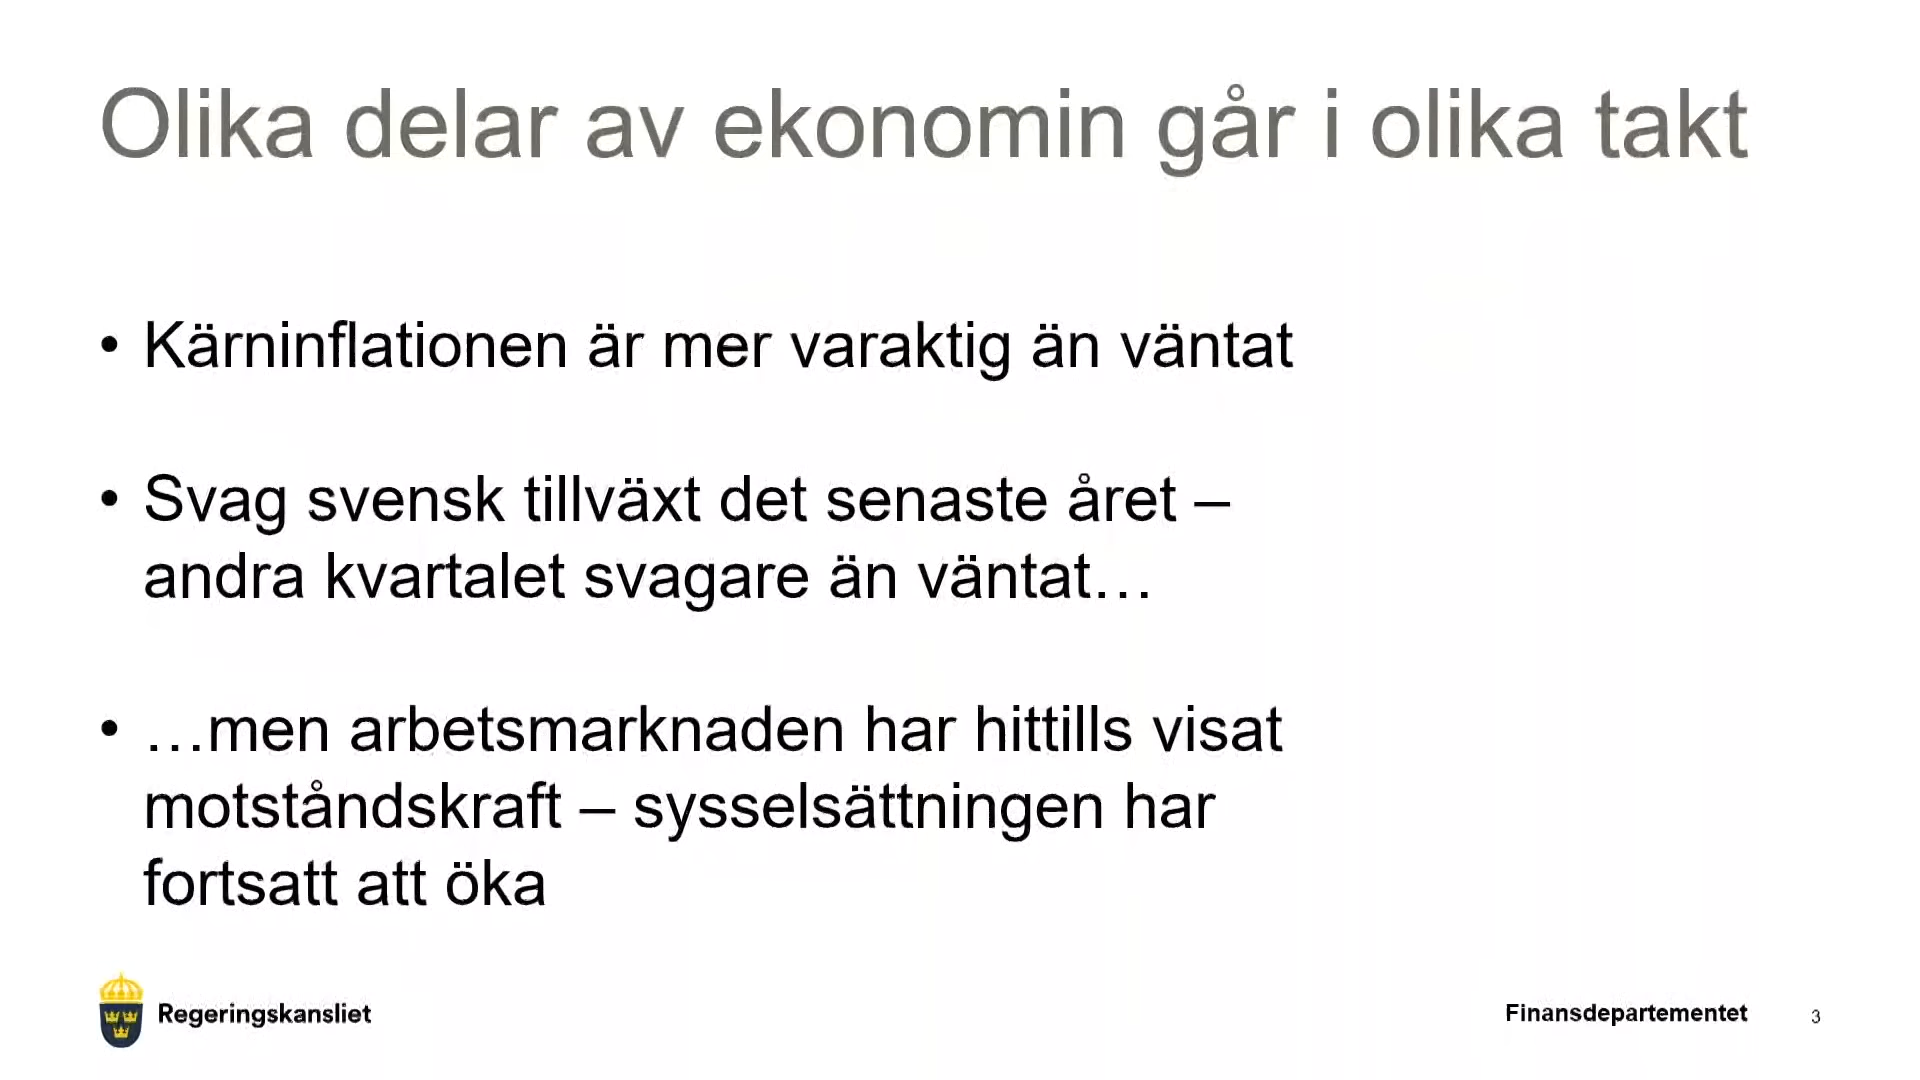 Olika delar av ekonomin går i olika takt
• Kärninflationen är mer varaktig än väntat
• Svag svensk tillväxt det senaste året –
andra kvartalet svagare än väntat…
• …men arbetsmarknaden har hittills visat
motståndskraft – sysselsättningen har
fortsatt att öka
Regeringskansliet
Finansdepartementet
3